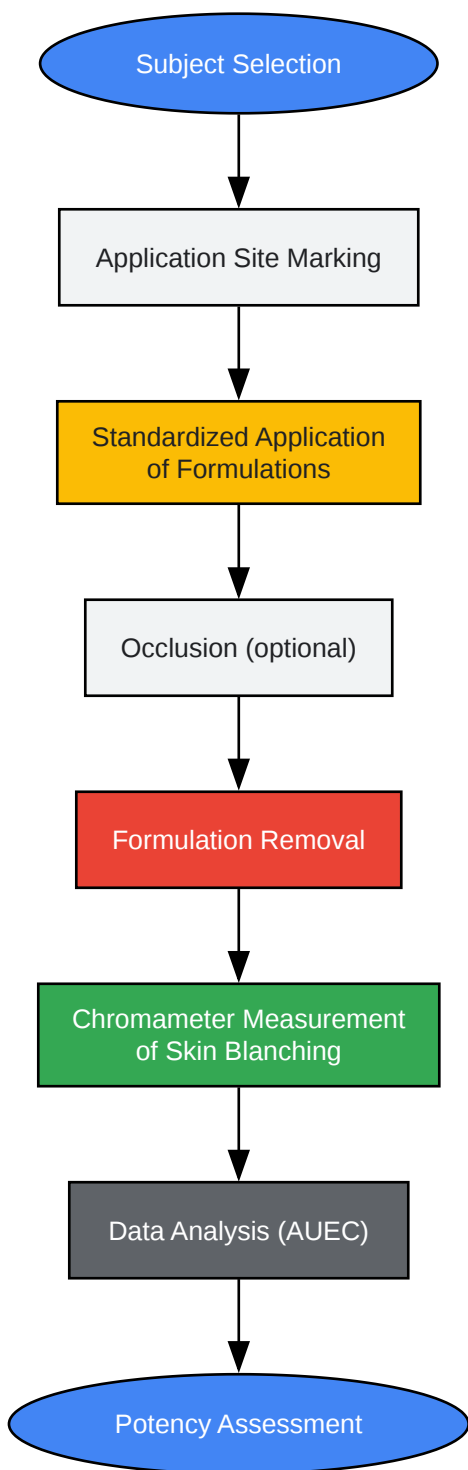 Subject Selection
Application Site Marking
Standardized Application
of Formulations
Occlusion (optional)
Formulation Removal
Chromameter Measurement
of Skin Blanching
Data Analysis (AUEC)
Potency Assessment